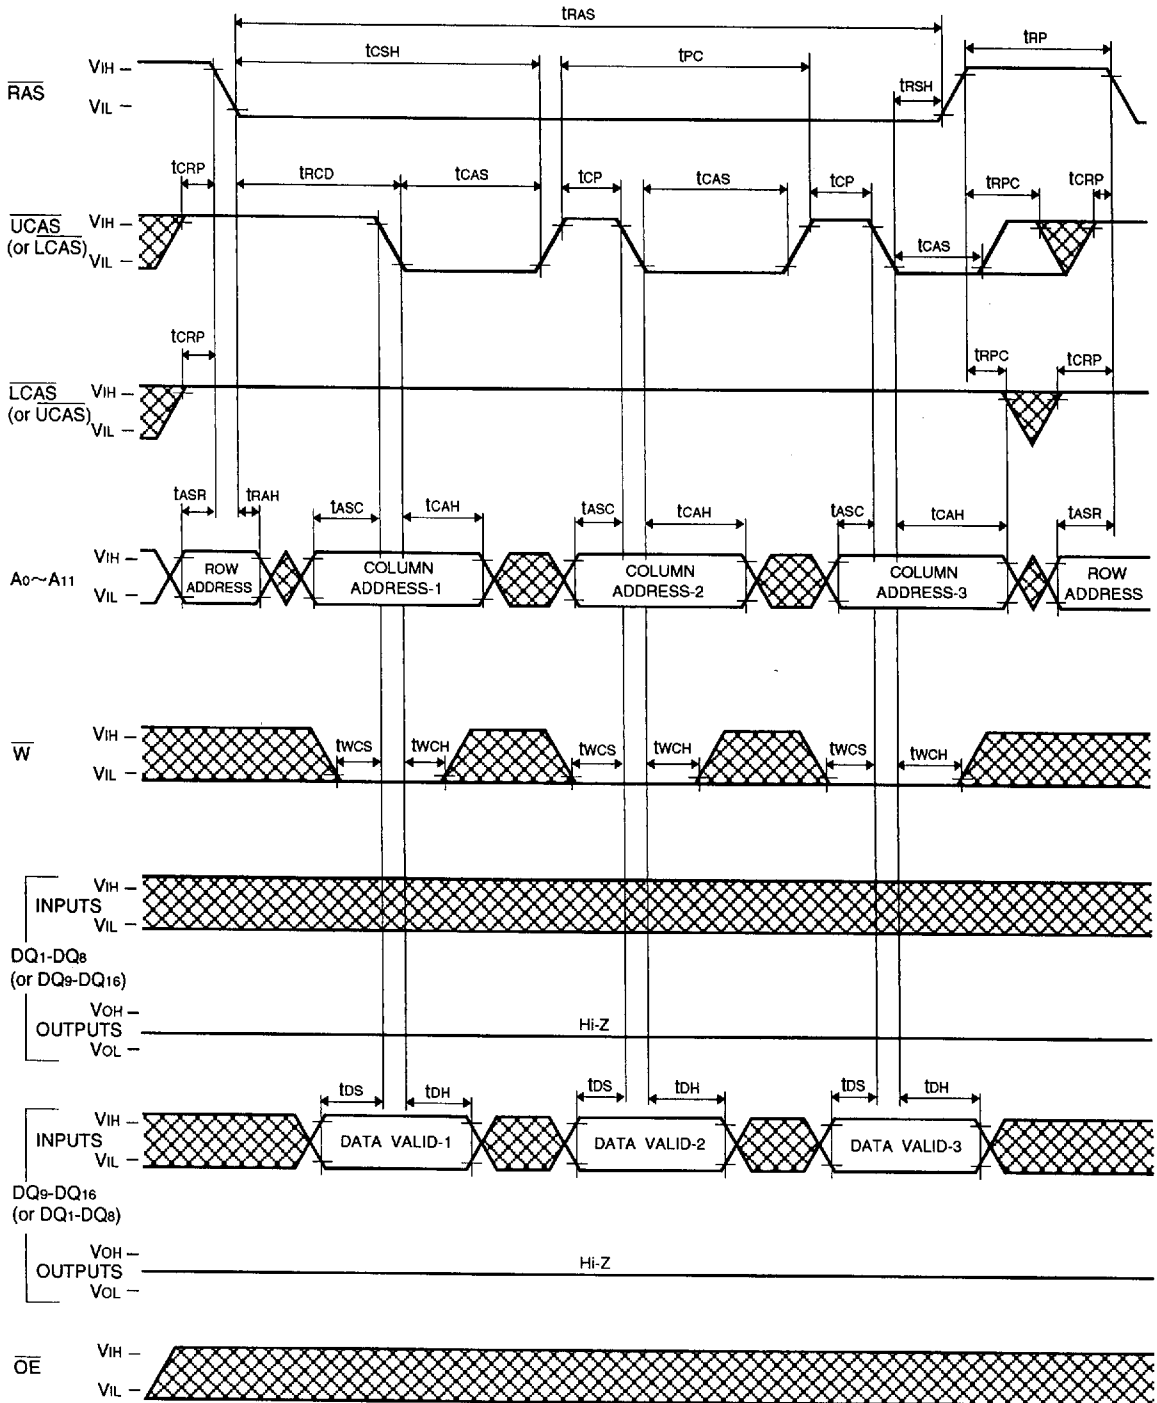 tRAS
tCSH tPC tRP
RAS VIH tRSH
VIL
tCRP tRCD tCAS tCP tCAS tCP tRPC tCRP
UCAS VIH
(or LCAS) VIL tCAS
tCRP tRPC tCRP
LCAS VIH
(or UCAS) VIL
tASR tRAH tASC tCAH tASC tCAH tASC tCAH tASR
A0~A11 VIH ROW COLUMN COLUMN COLUMN ROW
VIL ADDRESS ADDRESS-1 ADDRESS-2 ADDRESS-3 ADDRESS
W VIH tWCS tWCH tWCS tWCH tWCS tWCH
VIL
VIH
INPUTS
VIL
DQ1-DQ8
(or DQ9-DQ16)
VOH
OUTPUTS Hi-Z
VOL
tDS tDH tDS tDH tDS tDH
VIH
INPUTS DATA VALID-1 DATA VALID-2 DATA VALID-3
VIL
DQ9-DQ16
(or DQ1-DQ8)
VOH
OUTPUTS Hi-Z
VOL
OE VIH
VIL